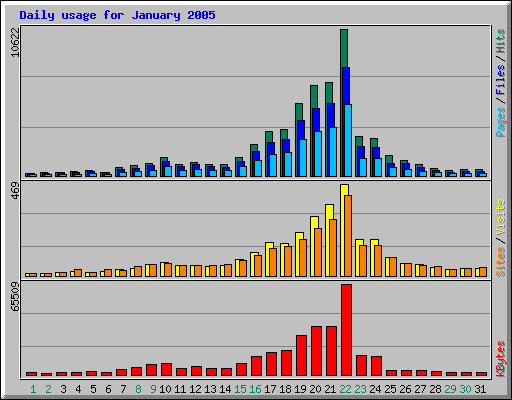 Daily usage for January 2005
10622
Pages / Files / Hits
469
Sites / Visits
65509
KBytes
1 2 3 4 5 6 7 8 9 10 11 12 13 14 15 16 17 18 19 20 21 22 23 24 25 26 27 28 29 30 31